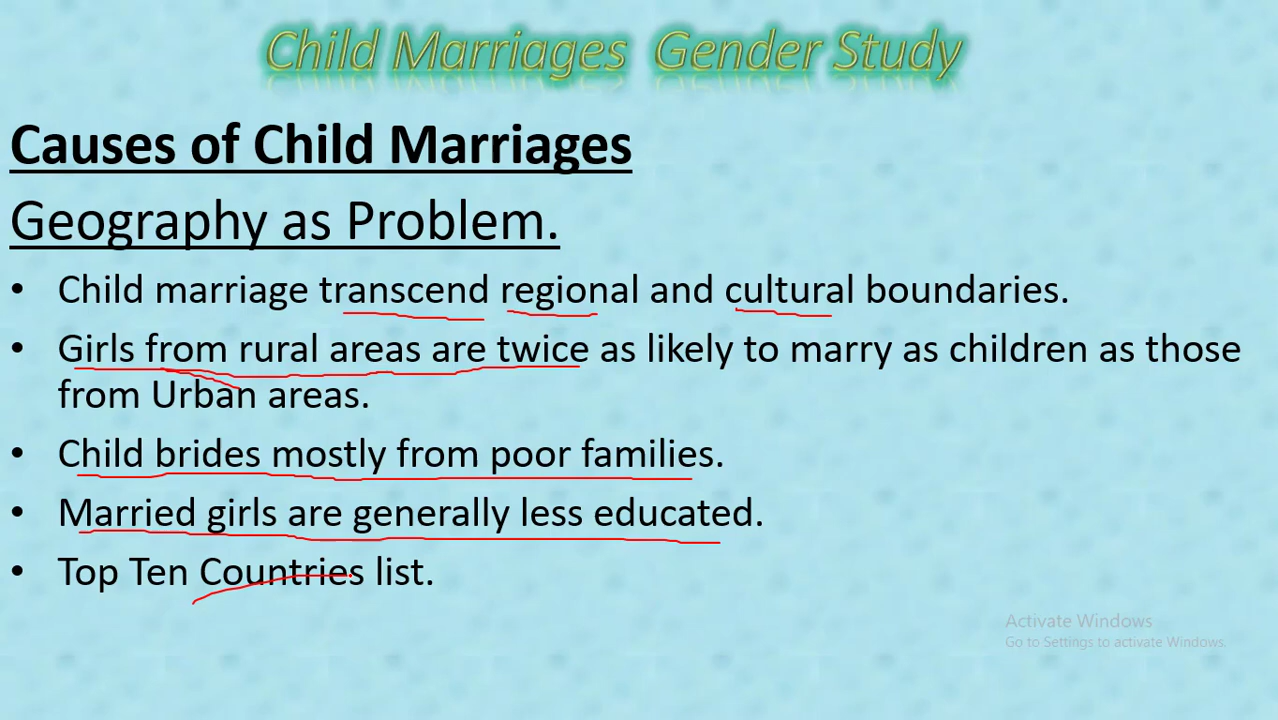 Child Marriages Gender Study
Causes of Child Marriages
Geography as Problem.
• Child marriage transcend regional and cultural boundaries.
• Girls from rural areas are twice as likely to marry as children as those
from Urban areas.
• Child brides mostly from poor families.
• Married girls are generally less educated.
• Top Ten Countries list.
Activate Windows
Go to Settings to activate Windows.